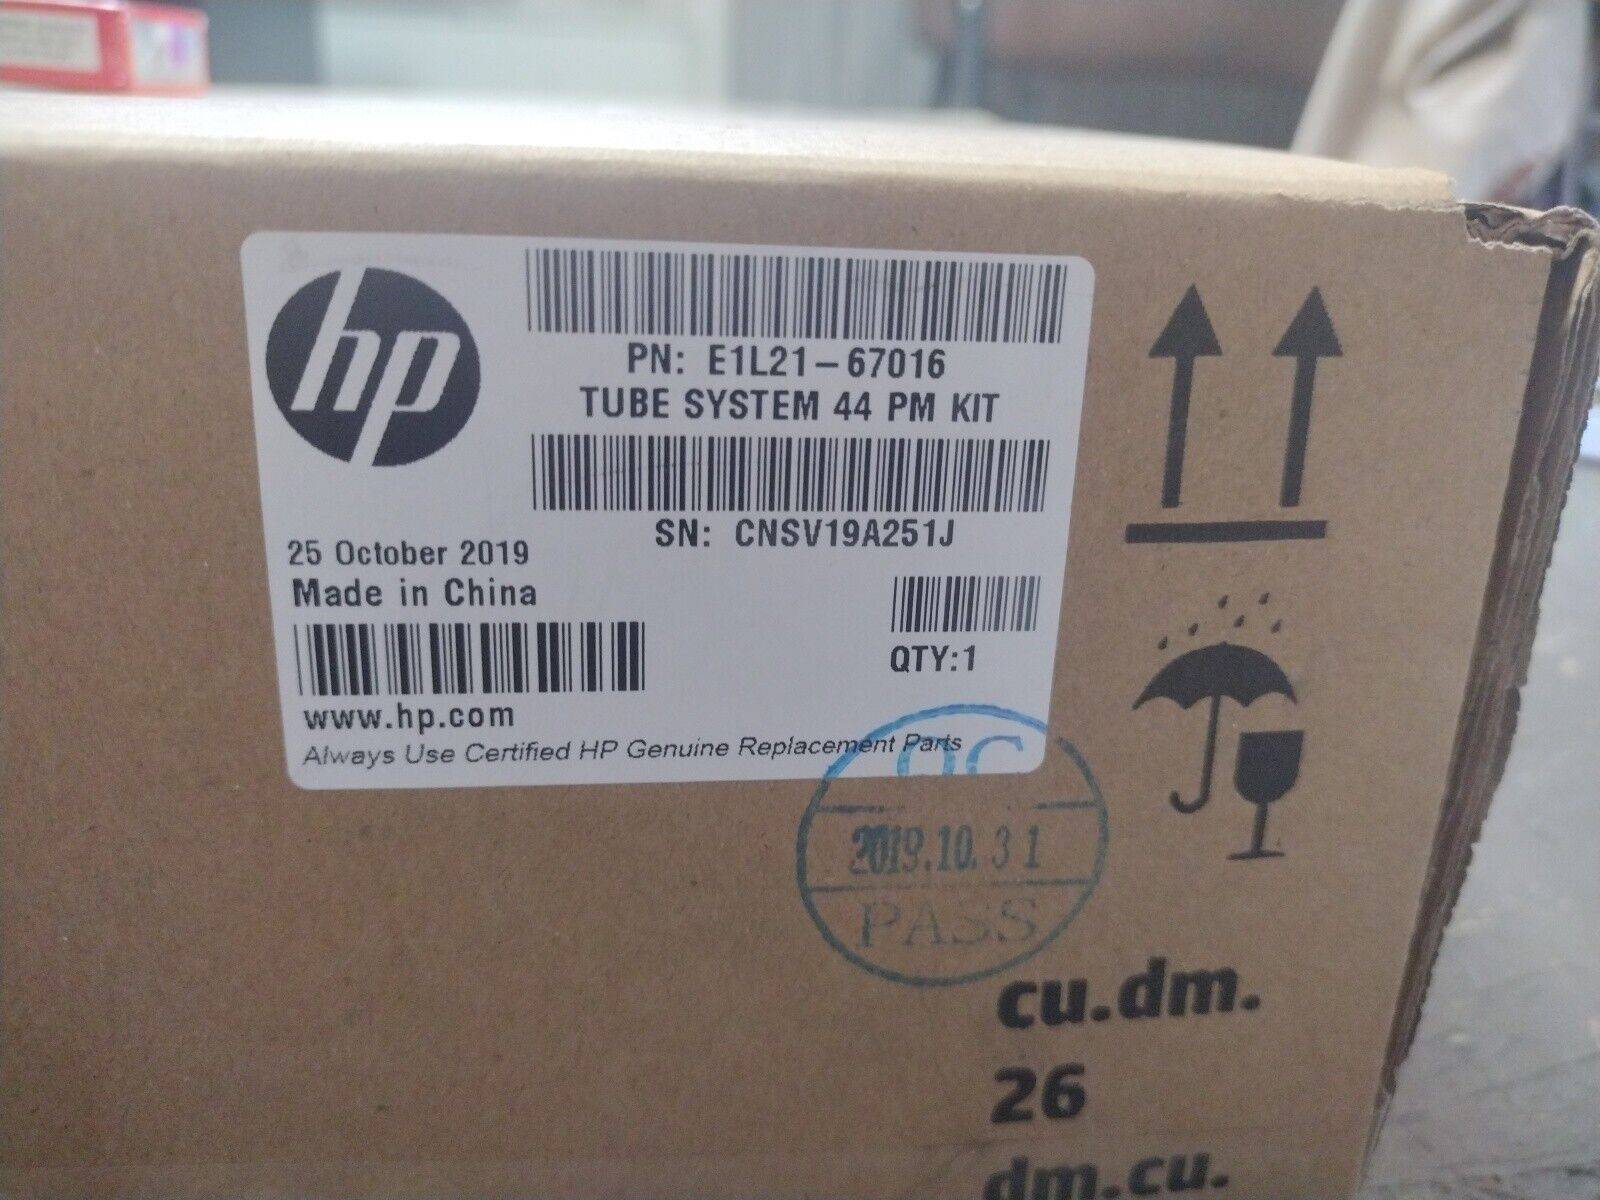 hp
PN: E1L21-67016
TUBE SYSTEM 44 PM KIT
SN: CNSV19A251J
25 October 2019
Made in China
QTY:1
www.hp.com
Always Use Certified HP Genuine Replacement Parts
QC
2019.10.31
PASS
cu.dm.
26
dm.cu.